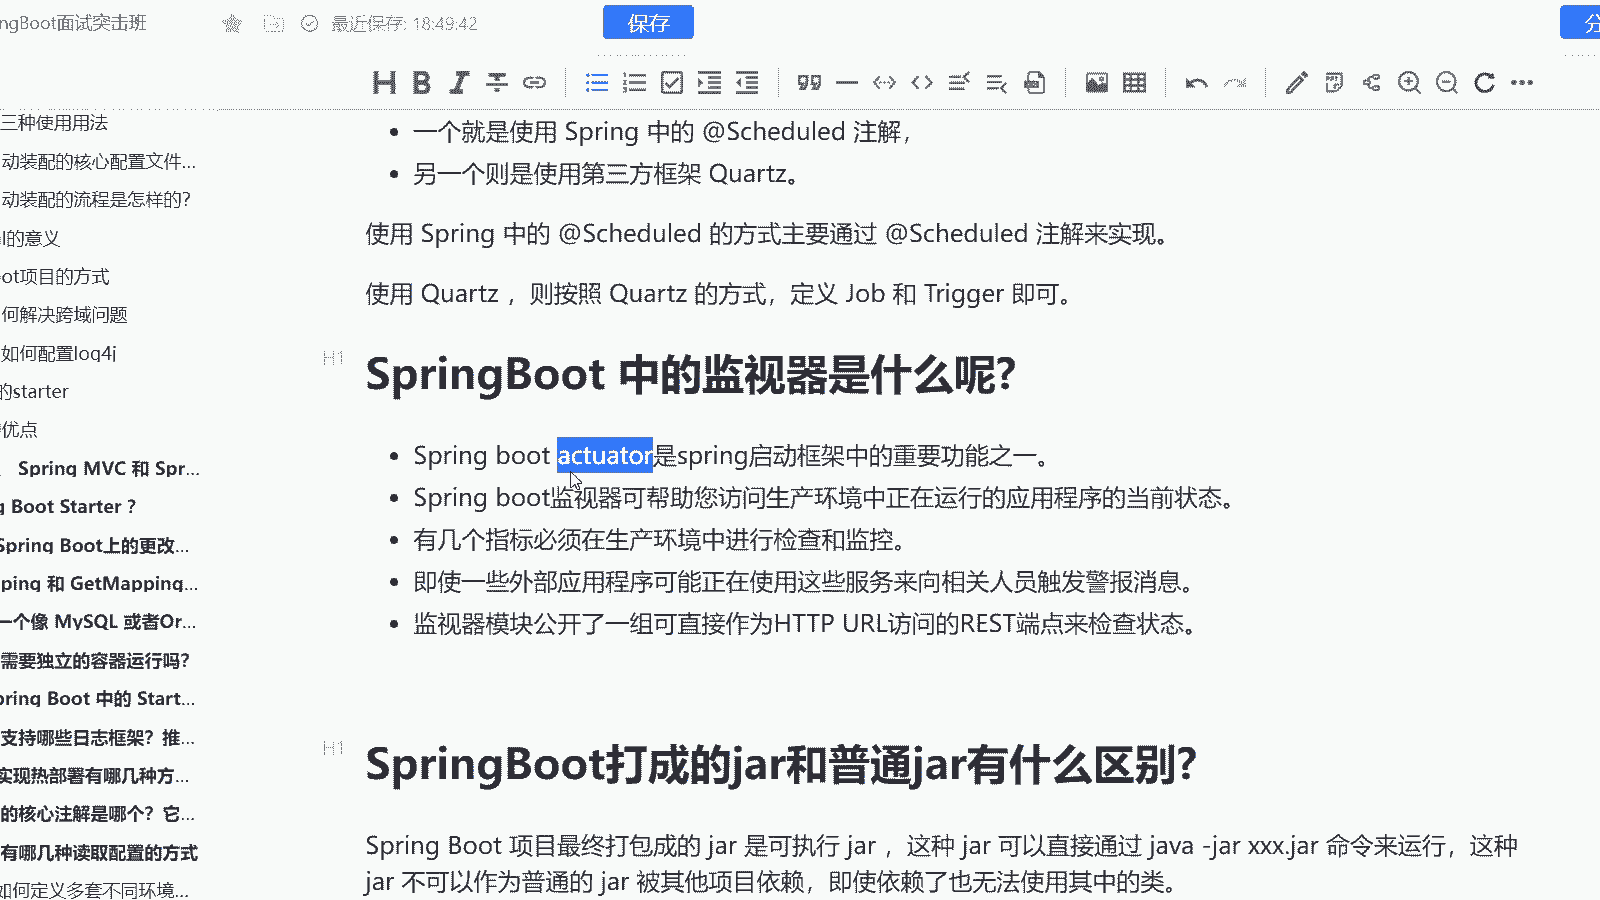 ngBoot面试突击班
最近保存: 18:49:42
保存
分
三种使用用法
动装配的核心配置文件...
动装配的流程是怎样的?
l的意义
ot项目的方式
何解决跨域问题
如何配置log4j
的starter
优点
Spring MVC 和 Spr...
g Boot Starter ?
Spring Boot上的更改...
ping 和 GetMapping...
一个像 MySQL 或者Or...
需要独立的容器运行吗?
pring Boot 中的 Start...
支持哪些日志框架? 推...
实现热部署有哪几种方...
的核心注解是哪个? 它...
有哪几种读取配置的方式
如何定义多套不同环境...
一个就是使用 Spring 中的 @Scheduled 注解,
另一个则是使用第三方框架 Quartz。
使用 Spring 中的 @Scheduled 的方式主要通过 @Scheduled 注解来实现。
使用 Quartz ，则按照 Quartz 的方式，定义 Job 和 Trigger 即可。
H1
SpringBoot 中的监视器是什么呢?
Spring boot actuator是spring启动框架中的重要功能之一。
Spring boot监视器可帮助您访问生产环境中正在运行的应用程序的当前状态。
有几个指标必须在生产环境中进行检查和监控。
即使一些外部应用程序可能正在使用这些服务来向相关人员触发警报消息。
监视器模块公开了一组可直接作为HTTP URL访问的REST端点来检查状态。
H1
SpringBoot打成的jar和普通jar有什么区别?
Spring Boot 项目最终打包成的 jar 是可执行 jar ，这种 jar 可以直接通过 java -jar xxx.jar 命令来运行，这种
jar 不可以作为普通的 jar 被其他项目依赖，即使依赖了也无法使用其中的类。